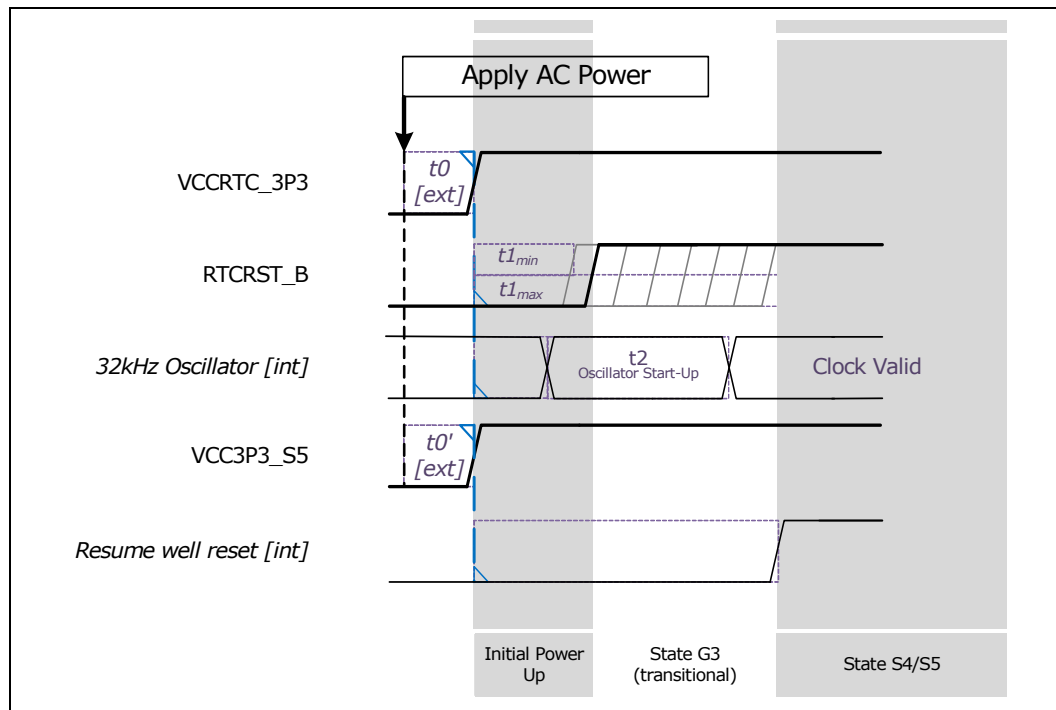 Apply AC Power
VCCRTC_3P3
t0
[ext]
RTCRST_B
t1min
t1max
32kHz Oscillator [int]
t2
Oscillator Start-Up
Clock Valid
VCC3P3_S5
t0'
[ext]
Resume well reset [int]
Initial Power
Up
State G3
(transitional)
State S4/S5